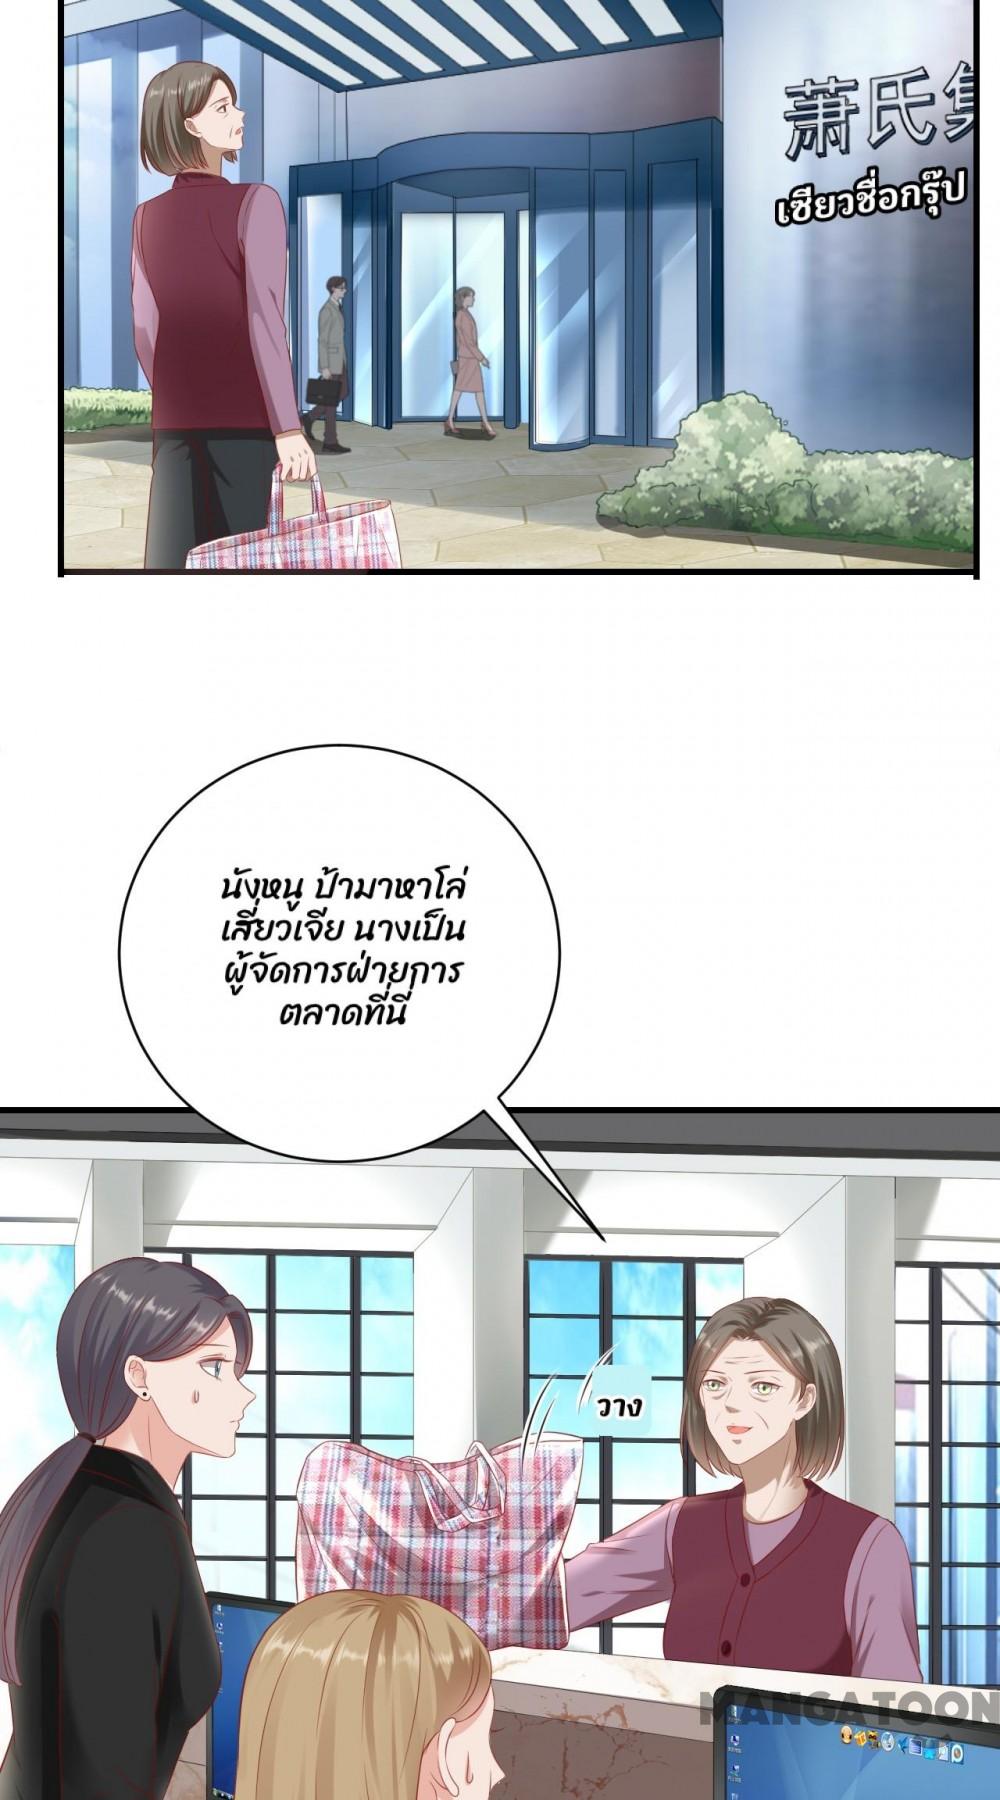 萧氏集
เซียวซื่อกรุ๊ป
นังหนู ป้ามาหาโล่
เสี่ยวเจีย นางเป็น
ผู้จัดการฝ่ายการ
ตลาดที่นี่
วาง
MANGATOON